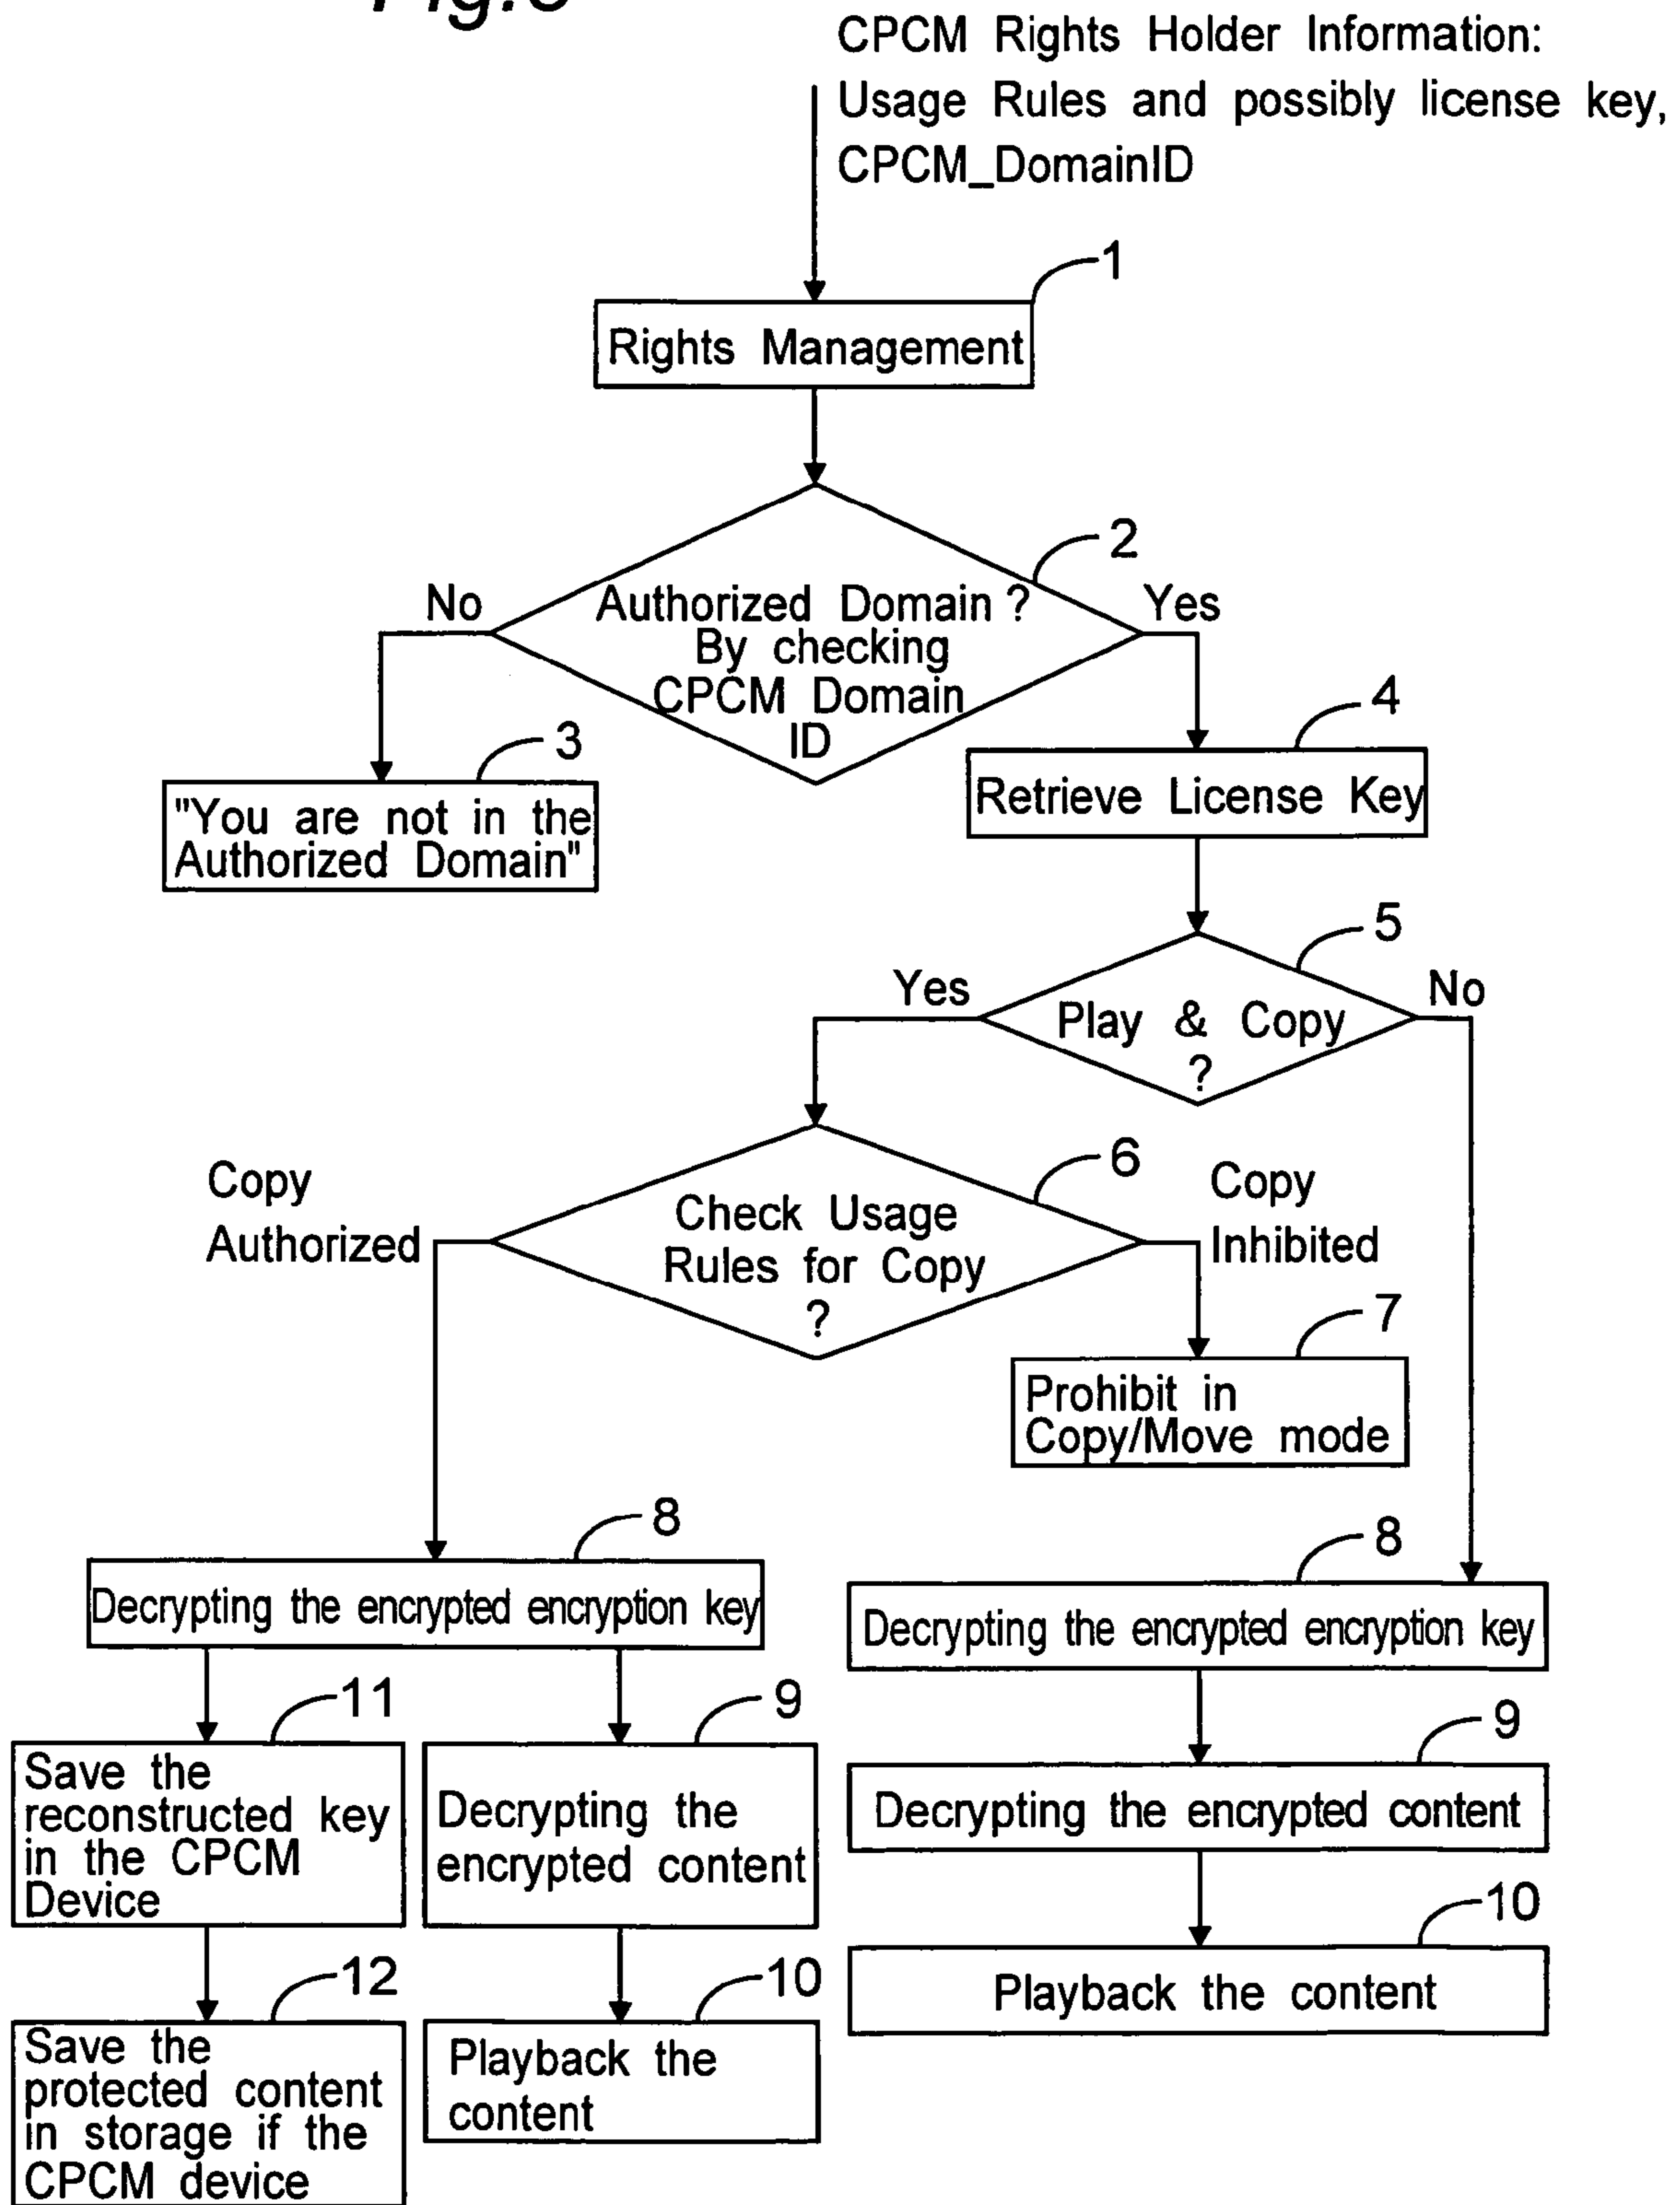 CPCM Rights Holder Information:
Usage Rules and possibly license key,
CPCM_DomainID
1
Rights Management
2
No
Authorized Domain ?
Yes
By checking
CPCM Domain
ID
3
"You are not in the
Authorized Domain"
4
Retrieve License Key
5
Yes
Play & Copy
?
No
6
Copy
Authorized
Check Usage
Rules for Copy
?
Copy
Inhibited
7
Prohibit in
Copy/Move mode
8
Decrypting the encrypted encryption key
8
Decrypting the encrypted encryption key
11
Save the
reconstructed key
in the CPCM
Device
9
Decrypting the
encrypted content
9
Decrypting the encrypted content
12
Save the
protected content
in storage if the
CPCM device
10
Playback the
content
10
Playback the content